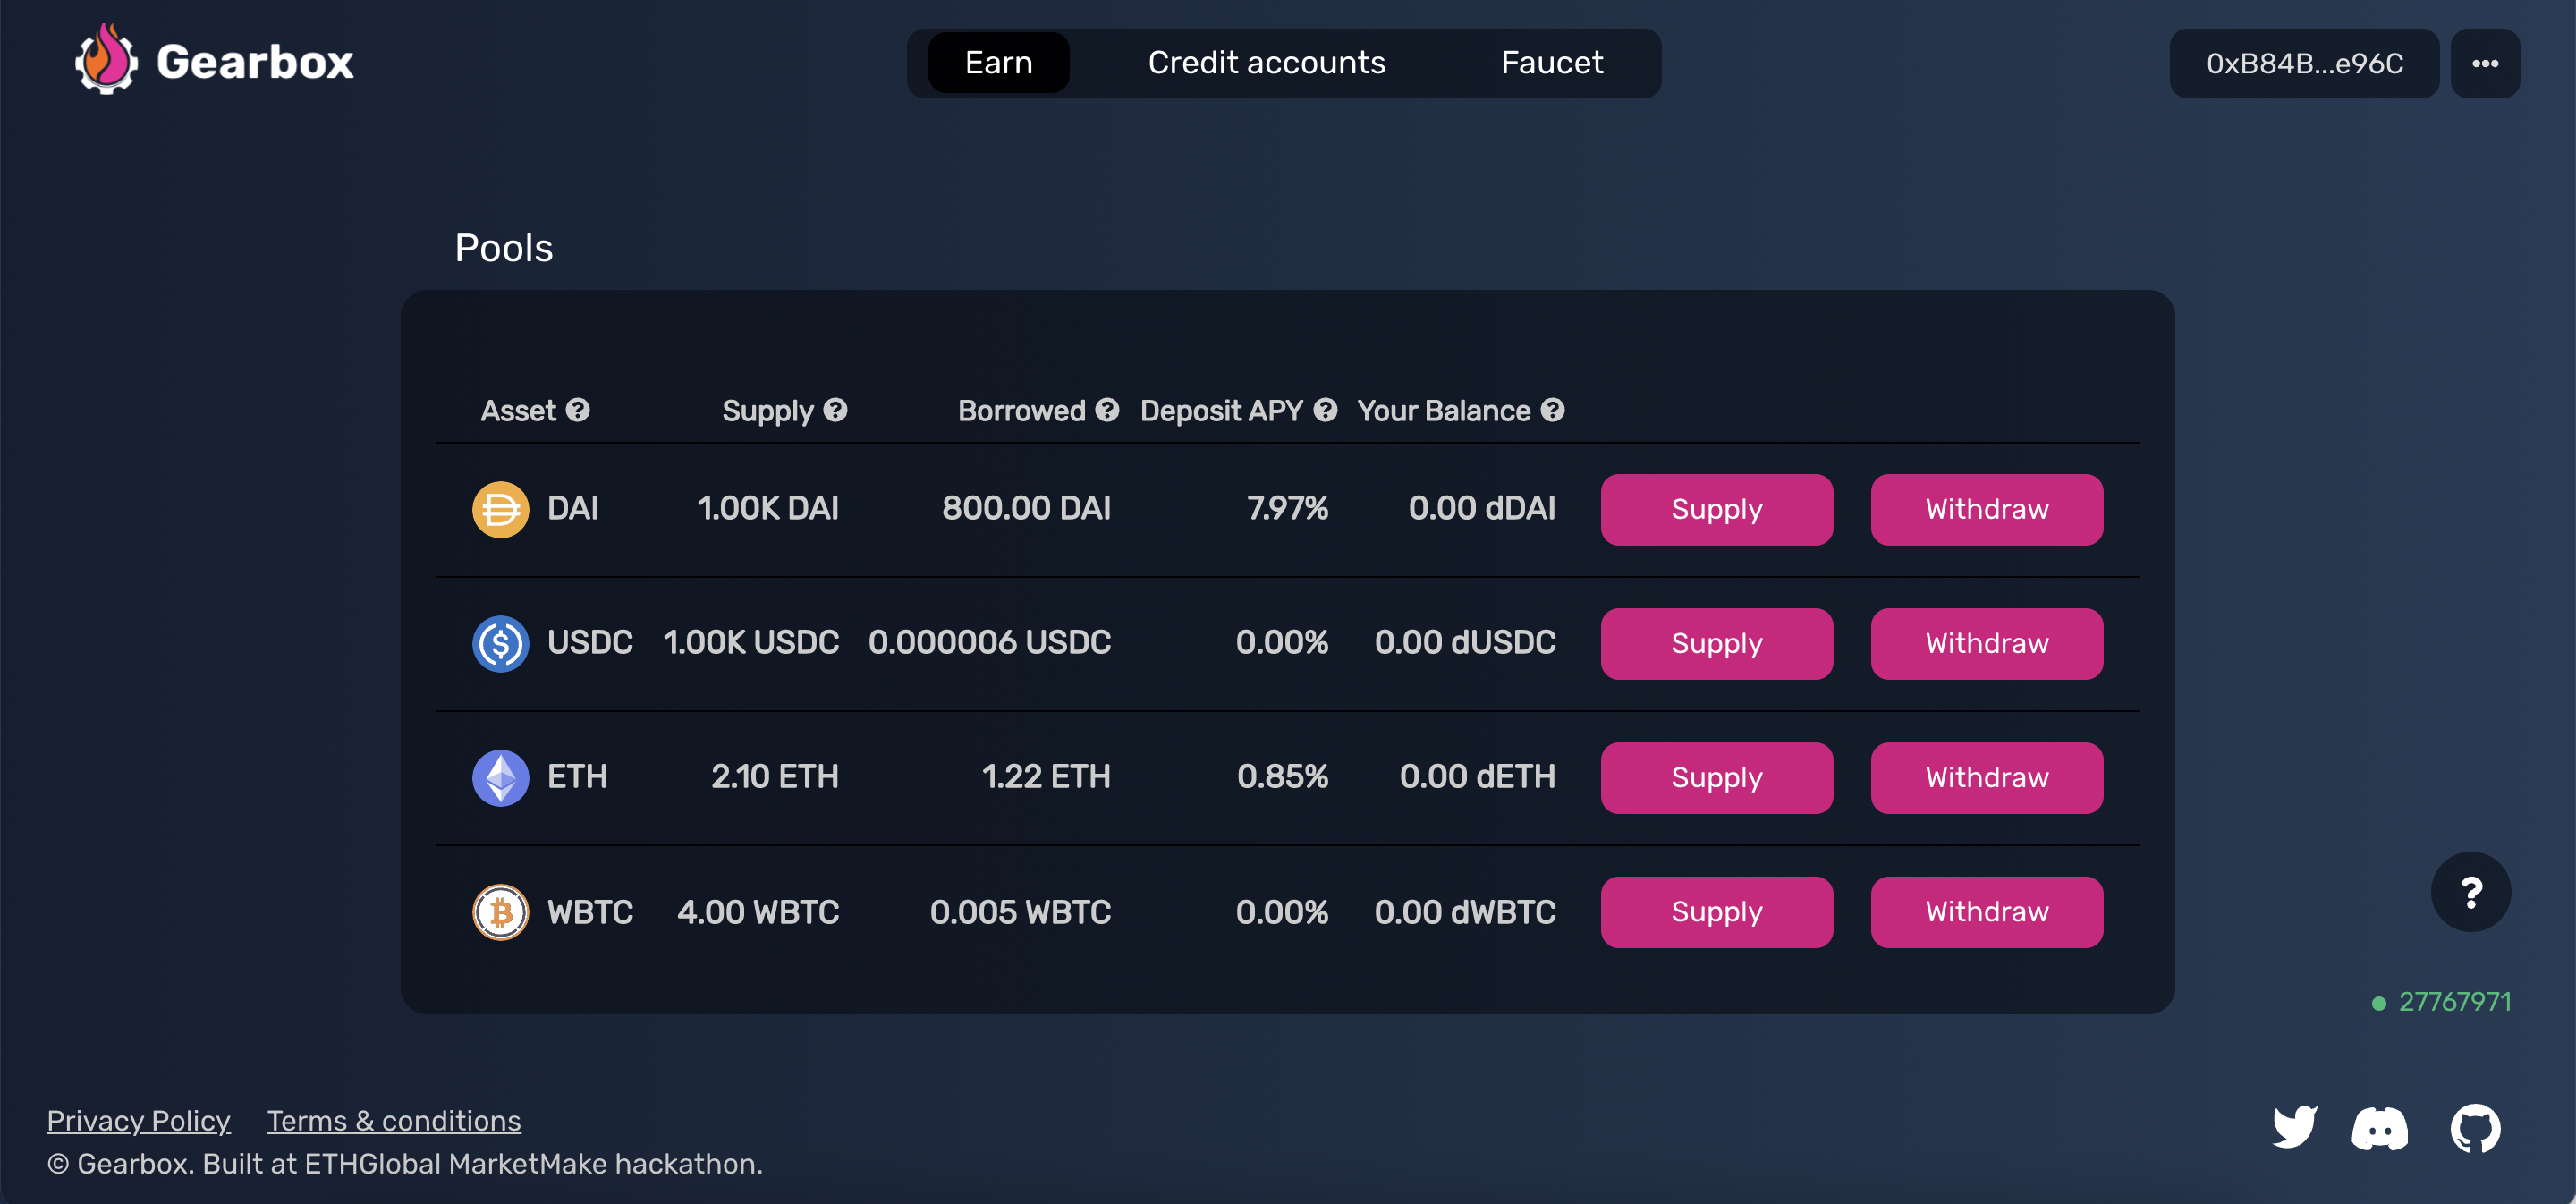 Gearbox
Earn Credit accounts Faucet
0xB84B...e96C
Pools
Asset Supply Borrowed Deposit APY Your Balance
DAI 1.00K DAI 800.00 DAI 7.97% 0.00 dDAI Supply Withdraw
USDC 1.00K USDC 0.000006 USDC 0.00% 0.00 dUSDC Supply Withdraw
ETH 2.10 ETH 1.22 ETH 0.85% 0.00 dETH Supply Withdraw
WBTC 4.00 WBTC 0.005 WBTC 0.00% 0.00 dWBTC Supply Withdraw
?
27767971
Privacy Policy Terms & conditions
© Gearbox. Built at ETHGlobal MarketMake hackathon.